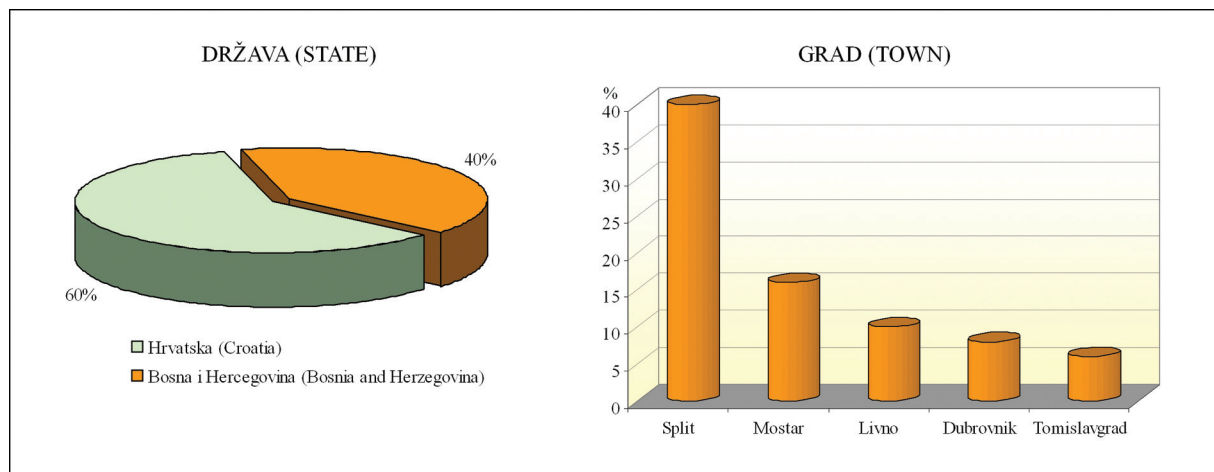 DRŽAVA (STATE)
40%
60%
Hrvatska (Croatia)
Bosna i Hercegovina (Bosnia and Herzegovina)
GRAD (TOWN)
%
40
35
30
25
20
15
10
5
0
Split Mostar Livno Dubrovnik Tomislavgrad